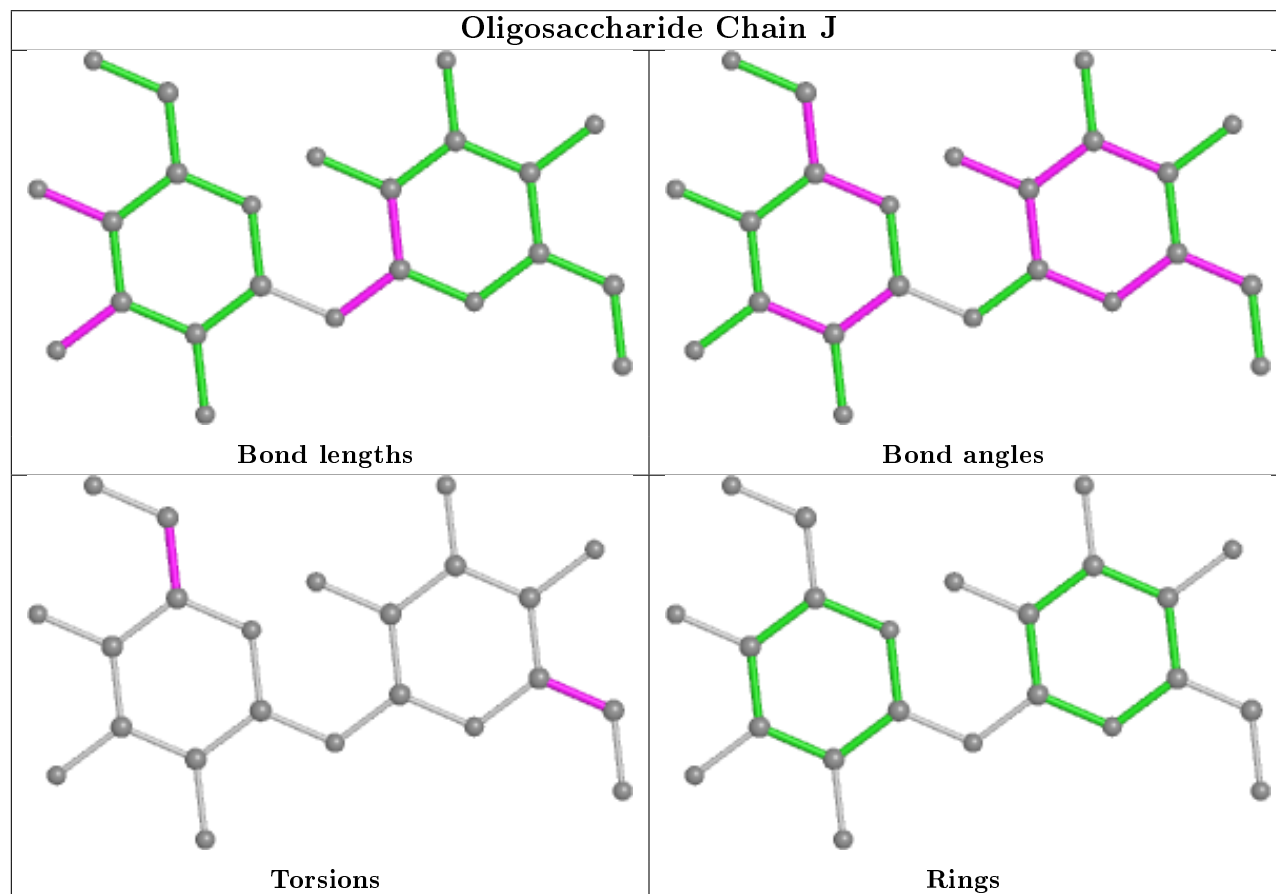 Oligosaccharide Chain J
Bond lengths
Bond angles
Torsions
Rings